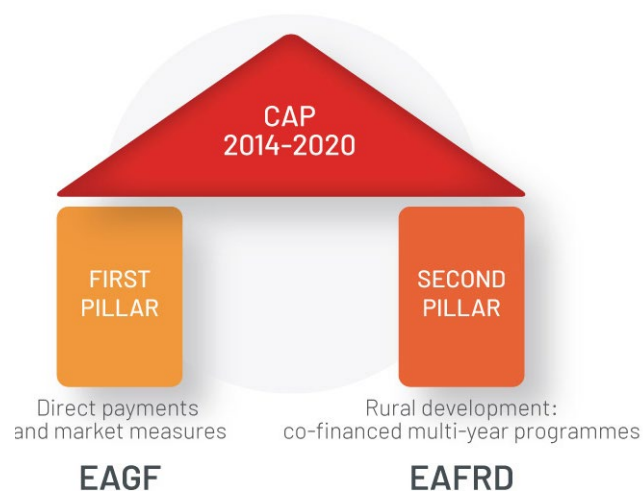 CAP
2014-2020
FIRST
PILLAR
SECOND
PILLAR
Direct payments
and market measures
Rural development:
co-financed multi-year programmes
EAGF
EAFRD